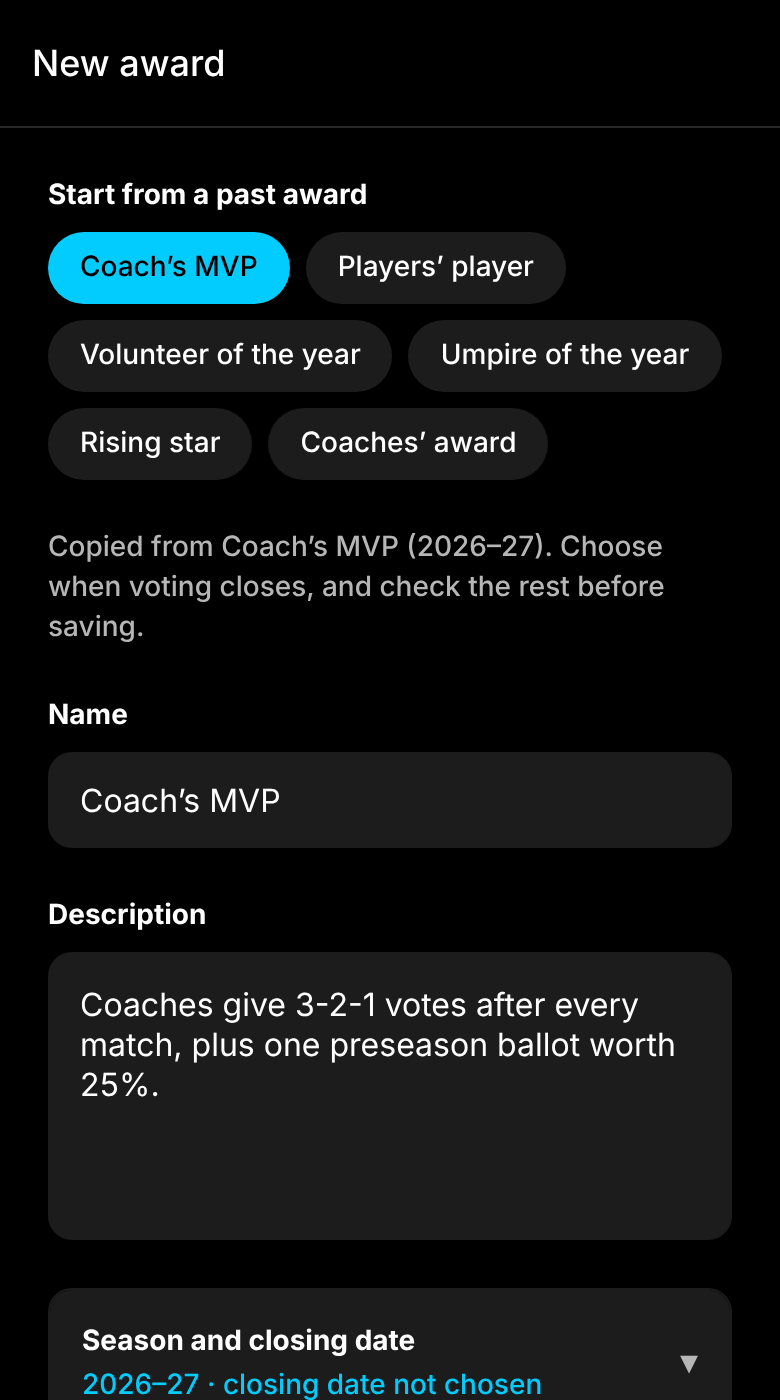 New award
Start from a past award
Coach’s MVP
Players’ player
Volunteer of the year
Umpire of the year
Rising star
Coaches’ award
Copied from Coach’s MVP (2026–27). Choose
when voting closes, and check the rest before
saving.
Name
Coach’s MVP
Description
Coaches give 3-2-1 votes after every
match, plus one preseason ballot worth
25%.
Season and closing date
2026–27 · closing date not chosen